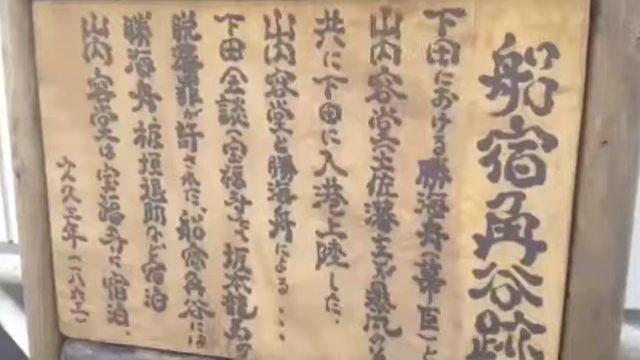 船宿角谷跡
下田における勝海舟(幕臣)と
山内容堂(土佐藩主)が暴風の
共に下田に入港上陸した。
山内容堂と勝海舟による・・・
下田会談(宝福寺)で坂本龍馬の
脱藩罪が許された。船宿角谷には
勝海舟、板垣退助など宿泊
山内容堂は宝福寺に宿泊。
文久三年(一八六三)